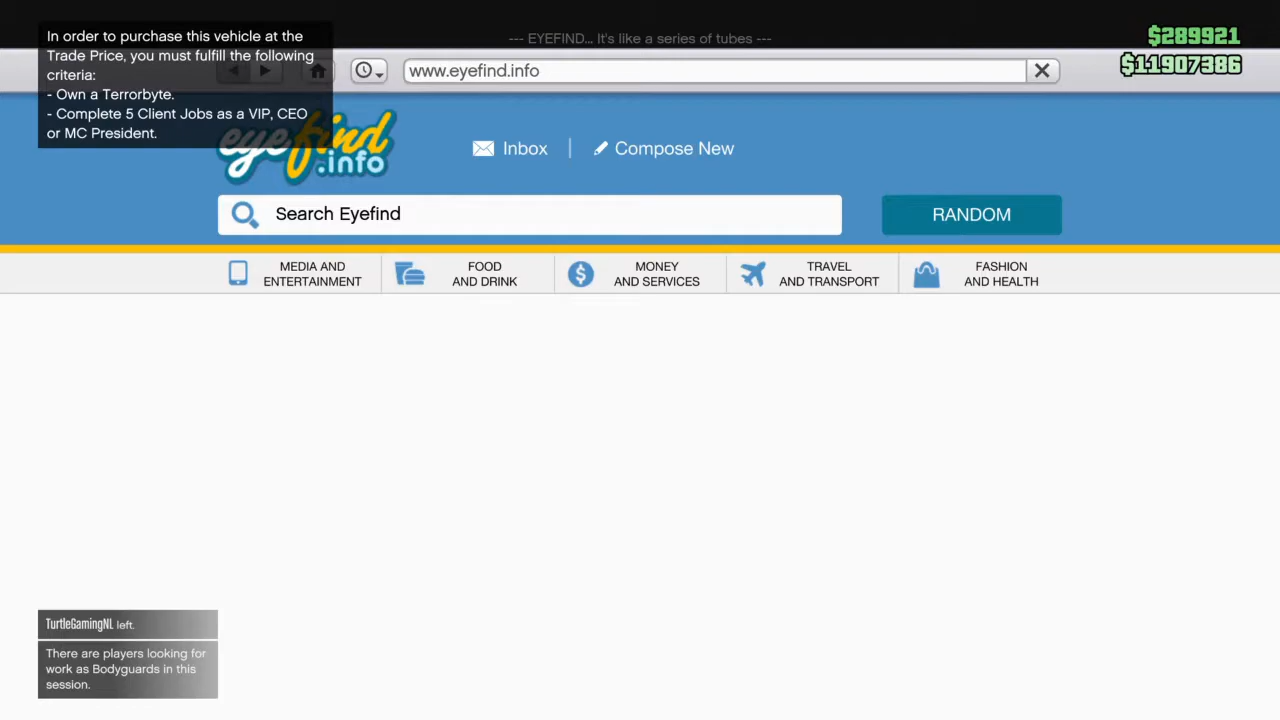 In order to purchase this vehicle at the
Trade Price, you must fulfill the following
criteria:
- Own a Terrorbyte.
- Complete 5 Client Jobs as a VIP, CEO
or MC President.
--- EYEFIND... It's like a series of tubes ---
$289921
$11907386
www.eyefind.info
eyefind
.info
Inbox
Compose New
Search Eyefind
RANDOM
MEDIA AND
ENTERTAINMENT
FOOD
AND DRINK
MONEY
AND SERVICES
TRAVEL
AND TRANSPORT
FASHION
AND HEALTH
TurtleGamingNL left.
There are players looking for
work as Bodyguards in this
session.